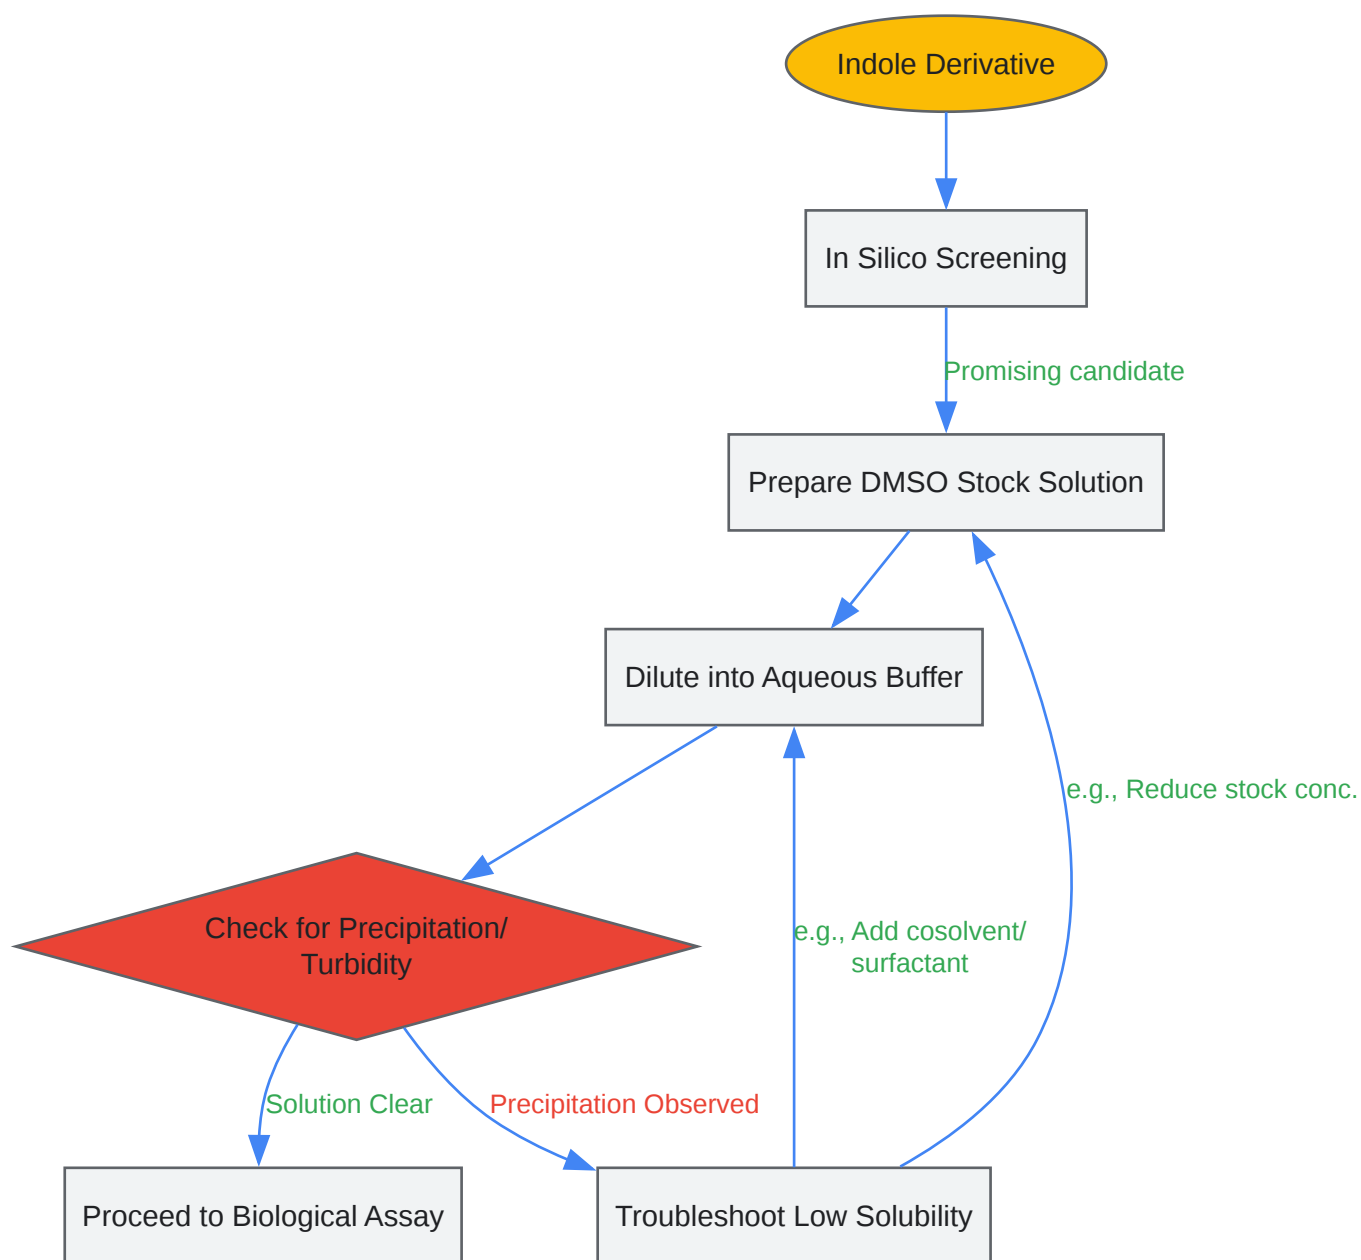 Indole Derivative
In Silico Screening
Promising candidate
Prepare DMSO Stock Solution
Dilute into Aqueous Buffer
e.g., Reduce stock conc.
Check for Precipitation/
Turbidity
e.g., Add cosolvent/
surfactant
Solution Clear
Precipitation Observed
Proceed to Biological Assay
Troubleshoot Low Solubility